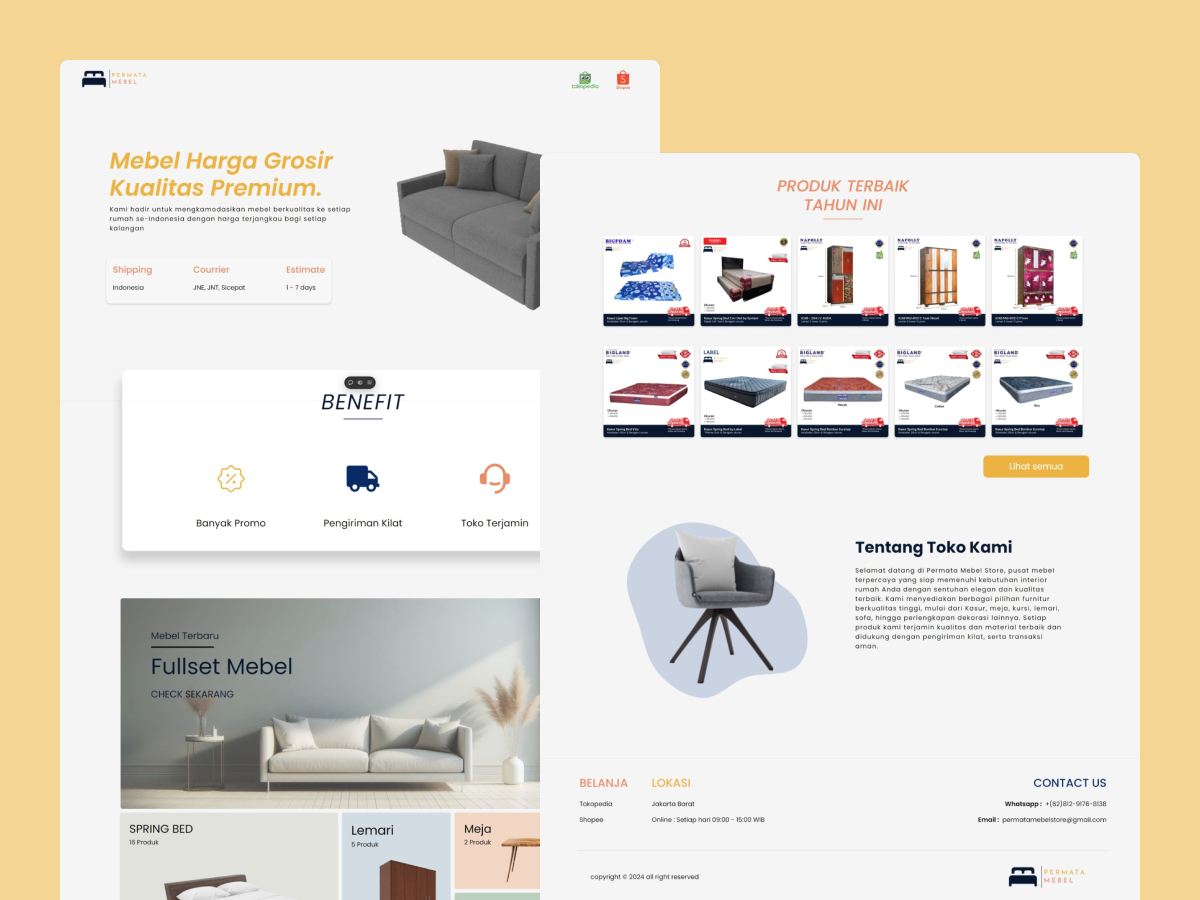 PERMATA
MEBEL
tokopedia
Shopee
Mebel Harga Grosir
Kualitas Premium.
Kami hadir untuk mengkamodasikan mebel berkualitas ke setiap
rumah se-Indonesia dengan harga terjangkau bagi setiap
kalangan
Shipping
Courrier
Estimate
Indonesia
JNE, JNT, Sicepat
1 - 7 days
BENEFIT
Banyak Promo
Pengiriman Kilat
Toko Terjamin
Mebel Terbaru
Fullset Mebel
CHECK SEKARANG
SPRING BED
18 Produk
Lemari
5 Produk
Meja
2 Produk
PRODUK TERBAIK
TAHUN INI
BIGFOAM
NAPOLLY
NAPOLLY
NAPOLLY
BIGLAND
LABEL
BIGLAND
BIGLAND
BIGLAND
Lihat semua
Tentang Toko Kami
Selamat datang di Permata Mebel Store, pusat mebel
terpercaya yang siap memenuhi kebutuhan interior
rumah Anda dengan sentuhan elegan dan kualitas
terbaik. Kami menyediakan berbagai pilihan furnitur
berkualitas tinggi, mulai dari Kasur, meja, kursi, lemari,
sofa, hingga perlengkapan dekorasi lainnya. Setiap
produk kami terjamin kualitas dan material terbaik dan
didukung dengan pengiriman kilat, serta transaksi
aman.
BELANJA
LOKASI
CONTACT US
Tokopedia
Jakarta Barat
Whatsapp : +(62)812-9176-8138
Shopee
Online : Setiap hari 09:00 - 15:00 WIB
Email : permatamebelstore@gmail.com
copyright © 2024 all right reserved
PERMATA
MEBEL